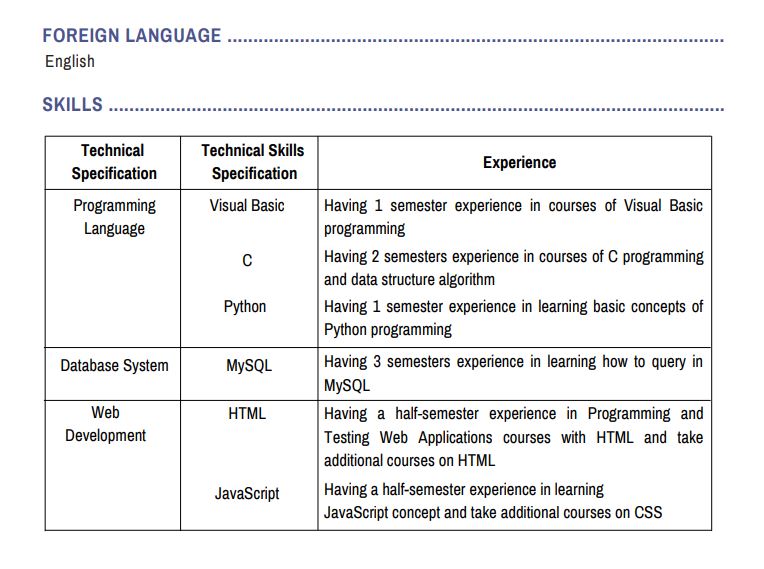 FOREIGN LANGUAGE ................................................................................................
English
SKILLS ......................................................................................................................
Technical Specification
Technical Skills Specification
Experience
Programming Language
Visual Basic
Having 1 semester experience in courses of Visual Basic
programming
C
Having 2 semesters experience in courses of C programming
and data structure algorithm
Python
Having 1 semester experience in learning basic concepts of
Python programming
Database System
MySQL
Having 3 semesters experience in learning how to query in
MySQL
Web Development
HTML
Having a half-semester experience in Programming and
Testing Web Applications courses with HTML and take
additional courses on HTML
JavaScript
Having a half-semester experience in learning
JavaScript concept and take additional courses on CSS